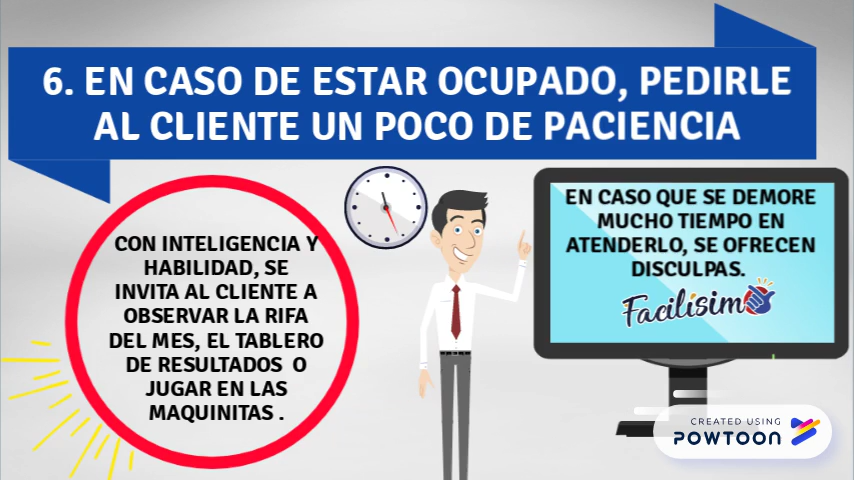 6. EN CASO DE ESTAR OCUPADO, PEDIRLE
AL CLIENTE UN POCO DE PACIENCIA
CON INTELIGENCIA Y
HABILIDAD, SE
INVITA AL CLIENTE A
OBSERVAR LA RIFA
DEL MES, EL TABLERO
DE RESULTADOS O
JUGAR EN LAS
MAQUINITAS .
EN CASO QUE SE DEMORE
MUCHO TIEMPO EN
ATENDERLO, SE OFRECEN
DISCULPAS.
Facilísimo
CREATED USING
POWTOON